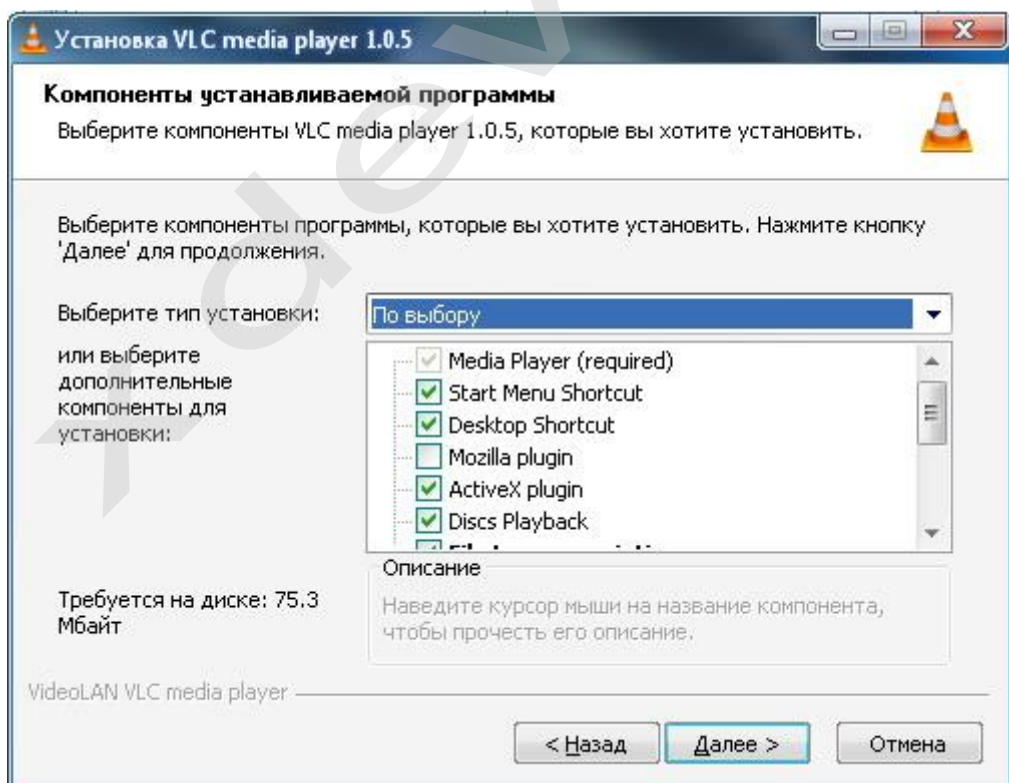 Установка VLC media player 1.0.5
Компоненты устанавливаемой программы
Выберите компоненты VLC media player 1.0.5, которые вы хотите установить.
Выберите компоненты программы, которые вы хотите установить. Нажмите кнопку
'Далее' для продолжения.
Выберите тип установки:
По выбору
или выберите
дополнительные
компоненты для
установки:
Media Player (required)
Start Menu Shortcut
Desktop Shortcut
Mozilla plugin
ActiveX plugin
Discs Playback
Требуется на диске: 75.3
Мбайт
Описание
Наведите курсор мыши на название компонента,
чтобы прочесть его описание.
VideoLAN VLC media player
< Назад
Далее >
Отмена